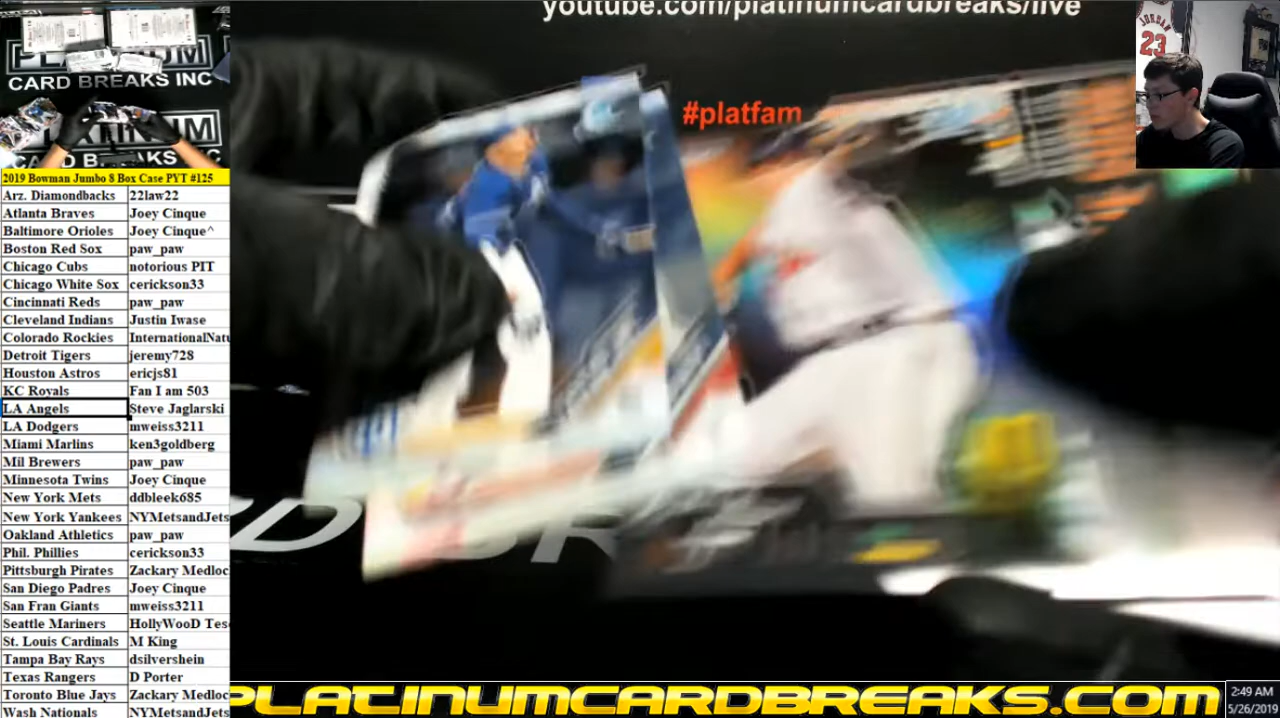 youtube.com/platinumcardbreaks/live
#platfam
JORDAN
23
CARD BREAKS INC
CARD BREAKS INC
2019 Bowman Jumbo 8 Box Case PYT #125
Arz. Diamondbacks 22law22
Atlanta Braves Joey Cinque
Baltimore Orioles Joey Cinque^
Boston Red Sox paw_paw
Chicago Cubs notorious PIT
Chicago White Sox cerickson33
Cincinnati Reds paw_paw
Cleveland Indians Justin Iwase
Colorado Rockies InternationalNatu
Detroit Tigers jeremy728
Houston Astros ericjs81
KC Royals Fan I am 503
LA Angels Steve Jaglarski
LA Dodgers mweiss3211
Miami Marlins ken3goldberg
Mil Brewers paw_paw
Minnesota Twins Joey Cinque
New York Mets ddbleek685
New York Yankees NYMetsandJets
Oakland Athletics paw_paw
Phil. Phillies cerickson33
Pittsburgh Pirates Zackary Medloc
San Diego Padres Joey Cinque
San Fran Giants mweiss3211
Seattle Mariners HollyWooD Tes
St. Louis Cardinals M King
Tampa Bay Rays dsilvershein
Texas Rangers D Porter
Toronto Blue Jays Zackary Medloc
Wash Nationals NYMetsandJets
PLATINUMCARDBREAKS.COM
2:49 AM
5/26/2019